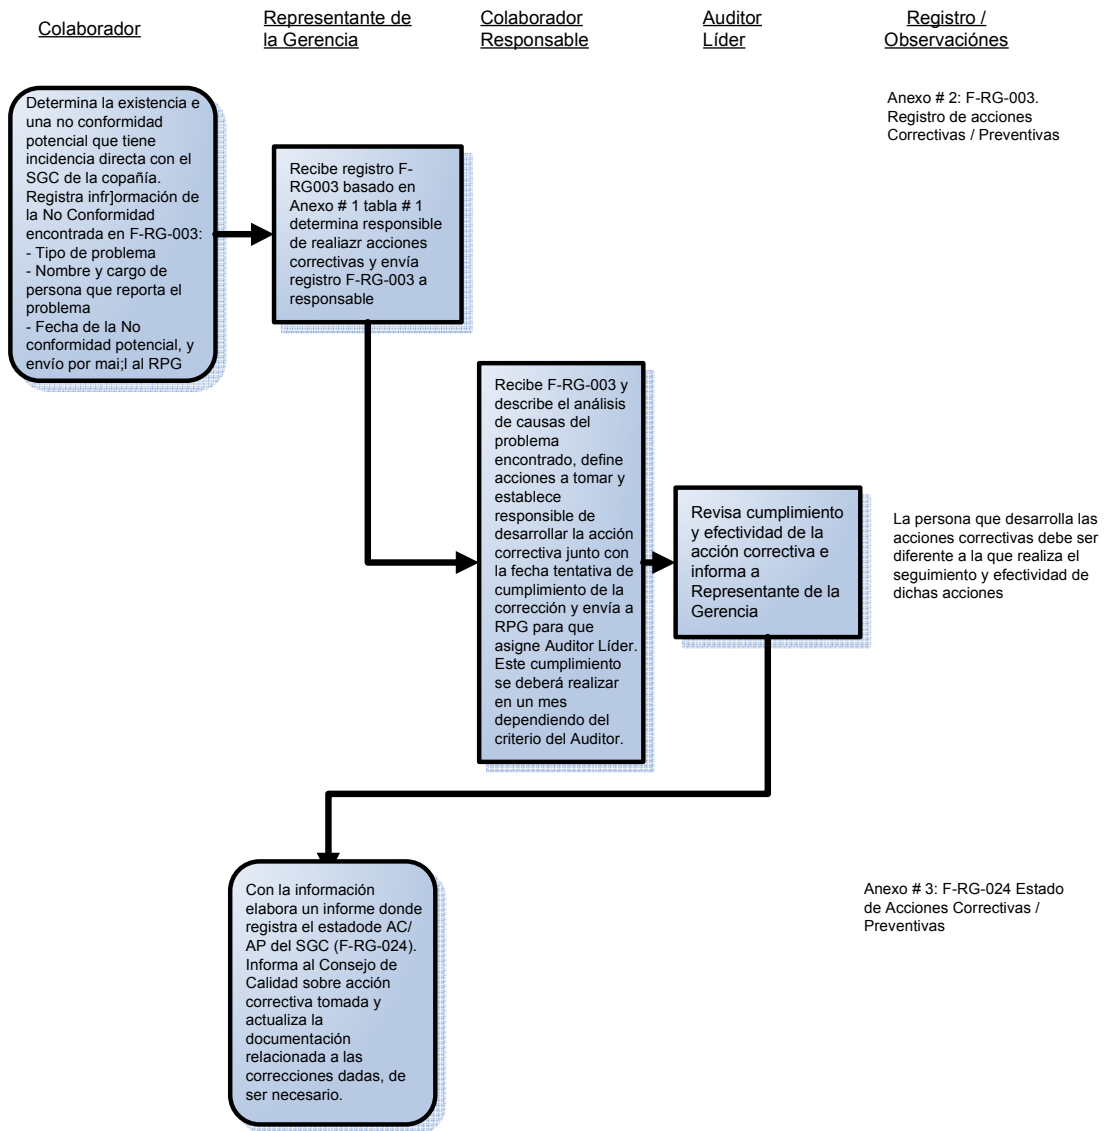 Colaborador
Representante de
la Gerencia
Colaborador
Responsable
Auditor
Líder
Registro /
Observaciónes
Determina la existencia e
una no conformidad
potencial que tiene
incidencia directa con el
SGC de la copañía.
Registra infr]ormación de
la No Conformidad
encontrada en F-RG-003:
- Tipo de problema
- Nombre y cargo de
persona que reporta el
problema
- Fecha de la No
conformidad potencial, y
envío por mai;l al RPG
Anexo # 2: F-RG-003.
Registro de acciones
Correctivas / Preventivas
Recibe registro F-
RG003 basado en
Anexo # 1 tabla # 1
determina responsible
de realiazr acciones
correctivas y envía
registro F-RG-003 a
responsable
Recibe F-RG-003 y
describe el análisis
de causas del
problema
encontrado, define
acciones a tomar y
establece
responsible de
desarrollar la acción
correctiva junto con
la fecha tentativa de
cumplimiento de la
corrección y envía a
RPG para que
asigne Auditor Líder.
Este cumplimiento
se deberá realizar
en un mes
dependiendo del
criterio del Auditor.
Revisa cumplimiento
y efectividad de la
acción correctiva e
informa a
Representante de la
Gerencia
La persona que desarrolla las
acciones correctivas debe ser
diferente a la que realiza el
seguimiento y efectividad de
dichas acciones
Con la información
elabora un informe donde
registra el estadode AC/
AP del SGC (F-RG-024).
Informa al Consejo de
Calidad sobre acción
correctiva tomada y
actualiza la
documentación
relacionada a las
correcciones dadas, de
ser necesario.
Anexo # 3: F-RG-024 Estado
de Acciones Correctivas /
Preventivas